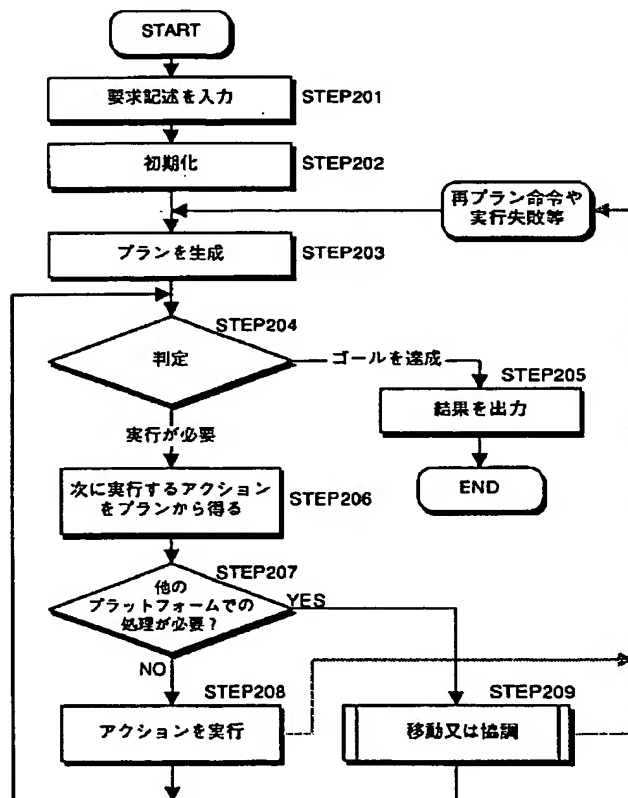 START
要求記述を入力
STEP201
初期化
STEP202
再プラン命令や
実行失敗等
プランを生成
STEP203
STEP204
判定
ゴールを達成
STEP205
結果を出力
実行が必要
END
次に実行するアクション
をプランから得る
STEP206
STEP207
他の
プラットフォームでの
処理が必要？
YES
NO
STEP208
アクションを実行
STEP209
移動又は協調